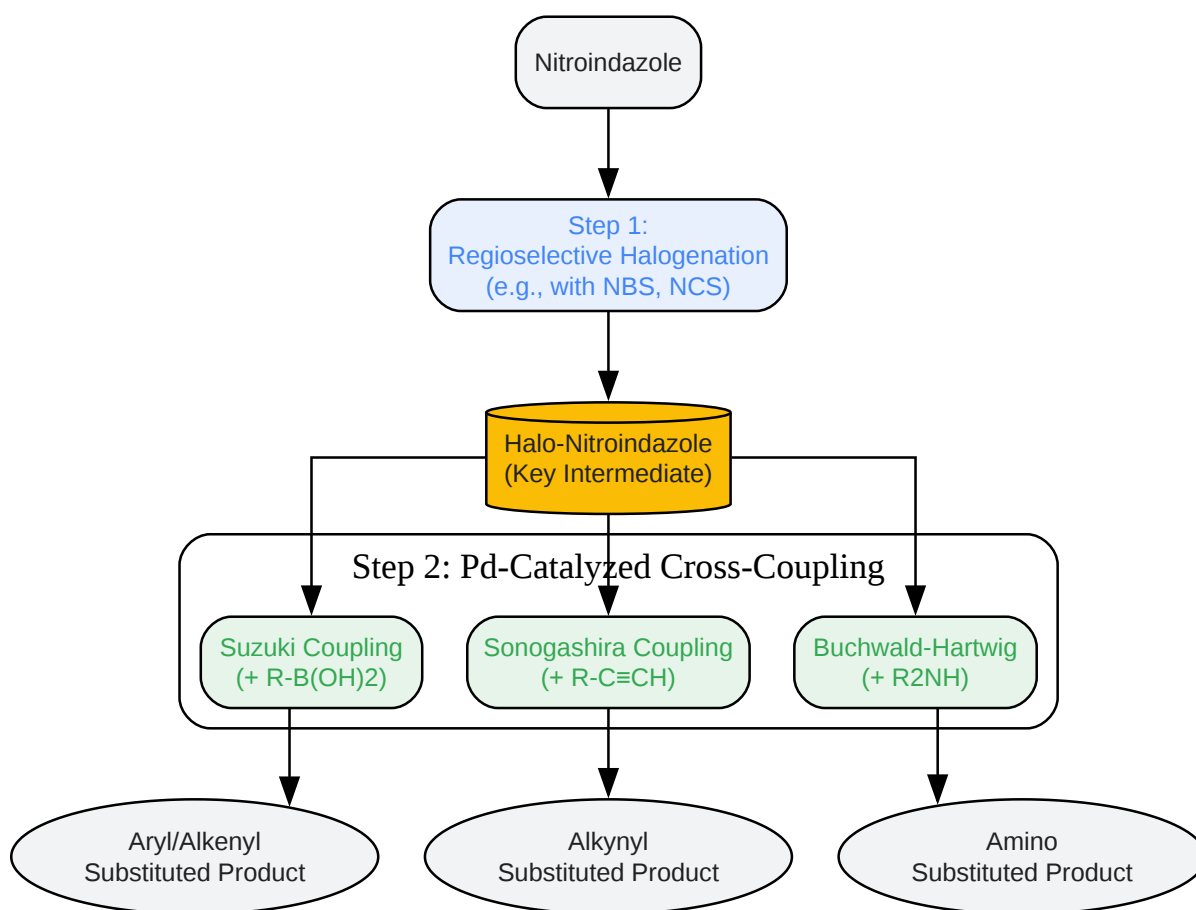 Nitroindazole
Step 1:
Regioselective Halogenation
(e.g., with NBS, NCS)
Halo-Nitroindazole
(Key Intermediate)
Step 2: Pd-Catalyzed Cross-Coupling
Suzuki Coupling
(+ R-B(OH)2)
Sonogashira Coupling
(+ R-C≡CH)
Buchwald-Hartwig
(+ R2NH)
Aryl/Alkenyl
Substituted Product
Alkynyl
Substituted Product
Amino
Substituted Product